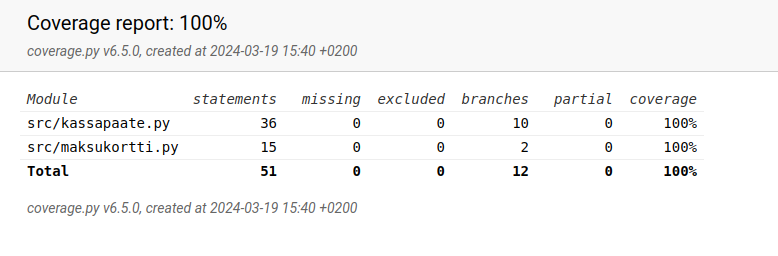 Coverage report: 100%
coverage.py v6.5.0, created at 2024-03-19 15:40 +0200
Module statements missing excluded branches partial coverage
src/kassapaate.py 36 0 0 10 0 100%
src/maksukortti.py 15 0 0 2 0 100%
Total 51 0 0 12 0 100%
coverage.py v6.5.0, created at 2024-03-19 15:40 +0200